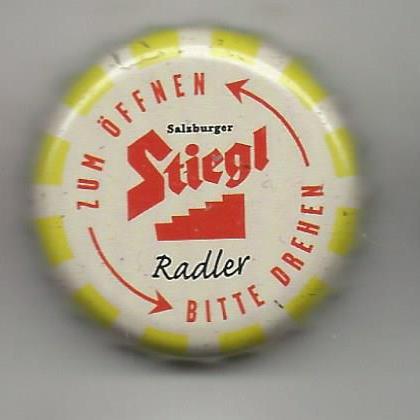 ZUM ÖFFNEN
Salzburger
Stiegl
Radler
BITTE DREHEN